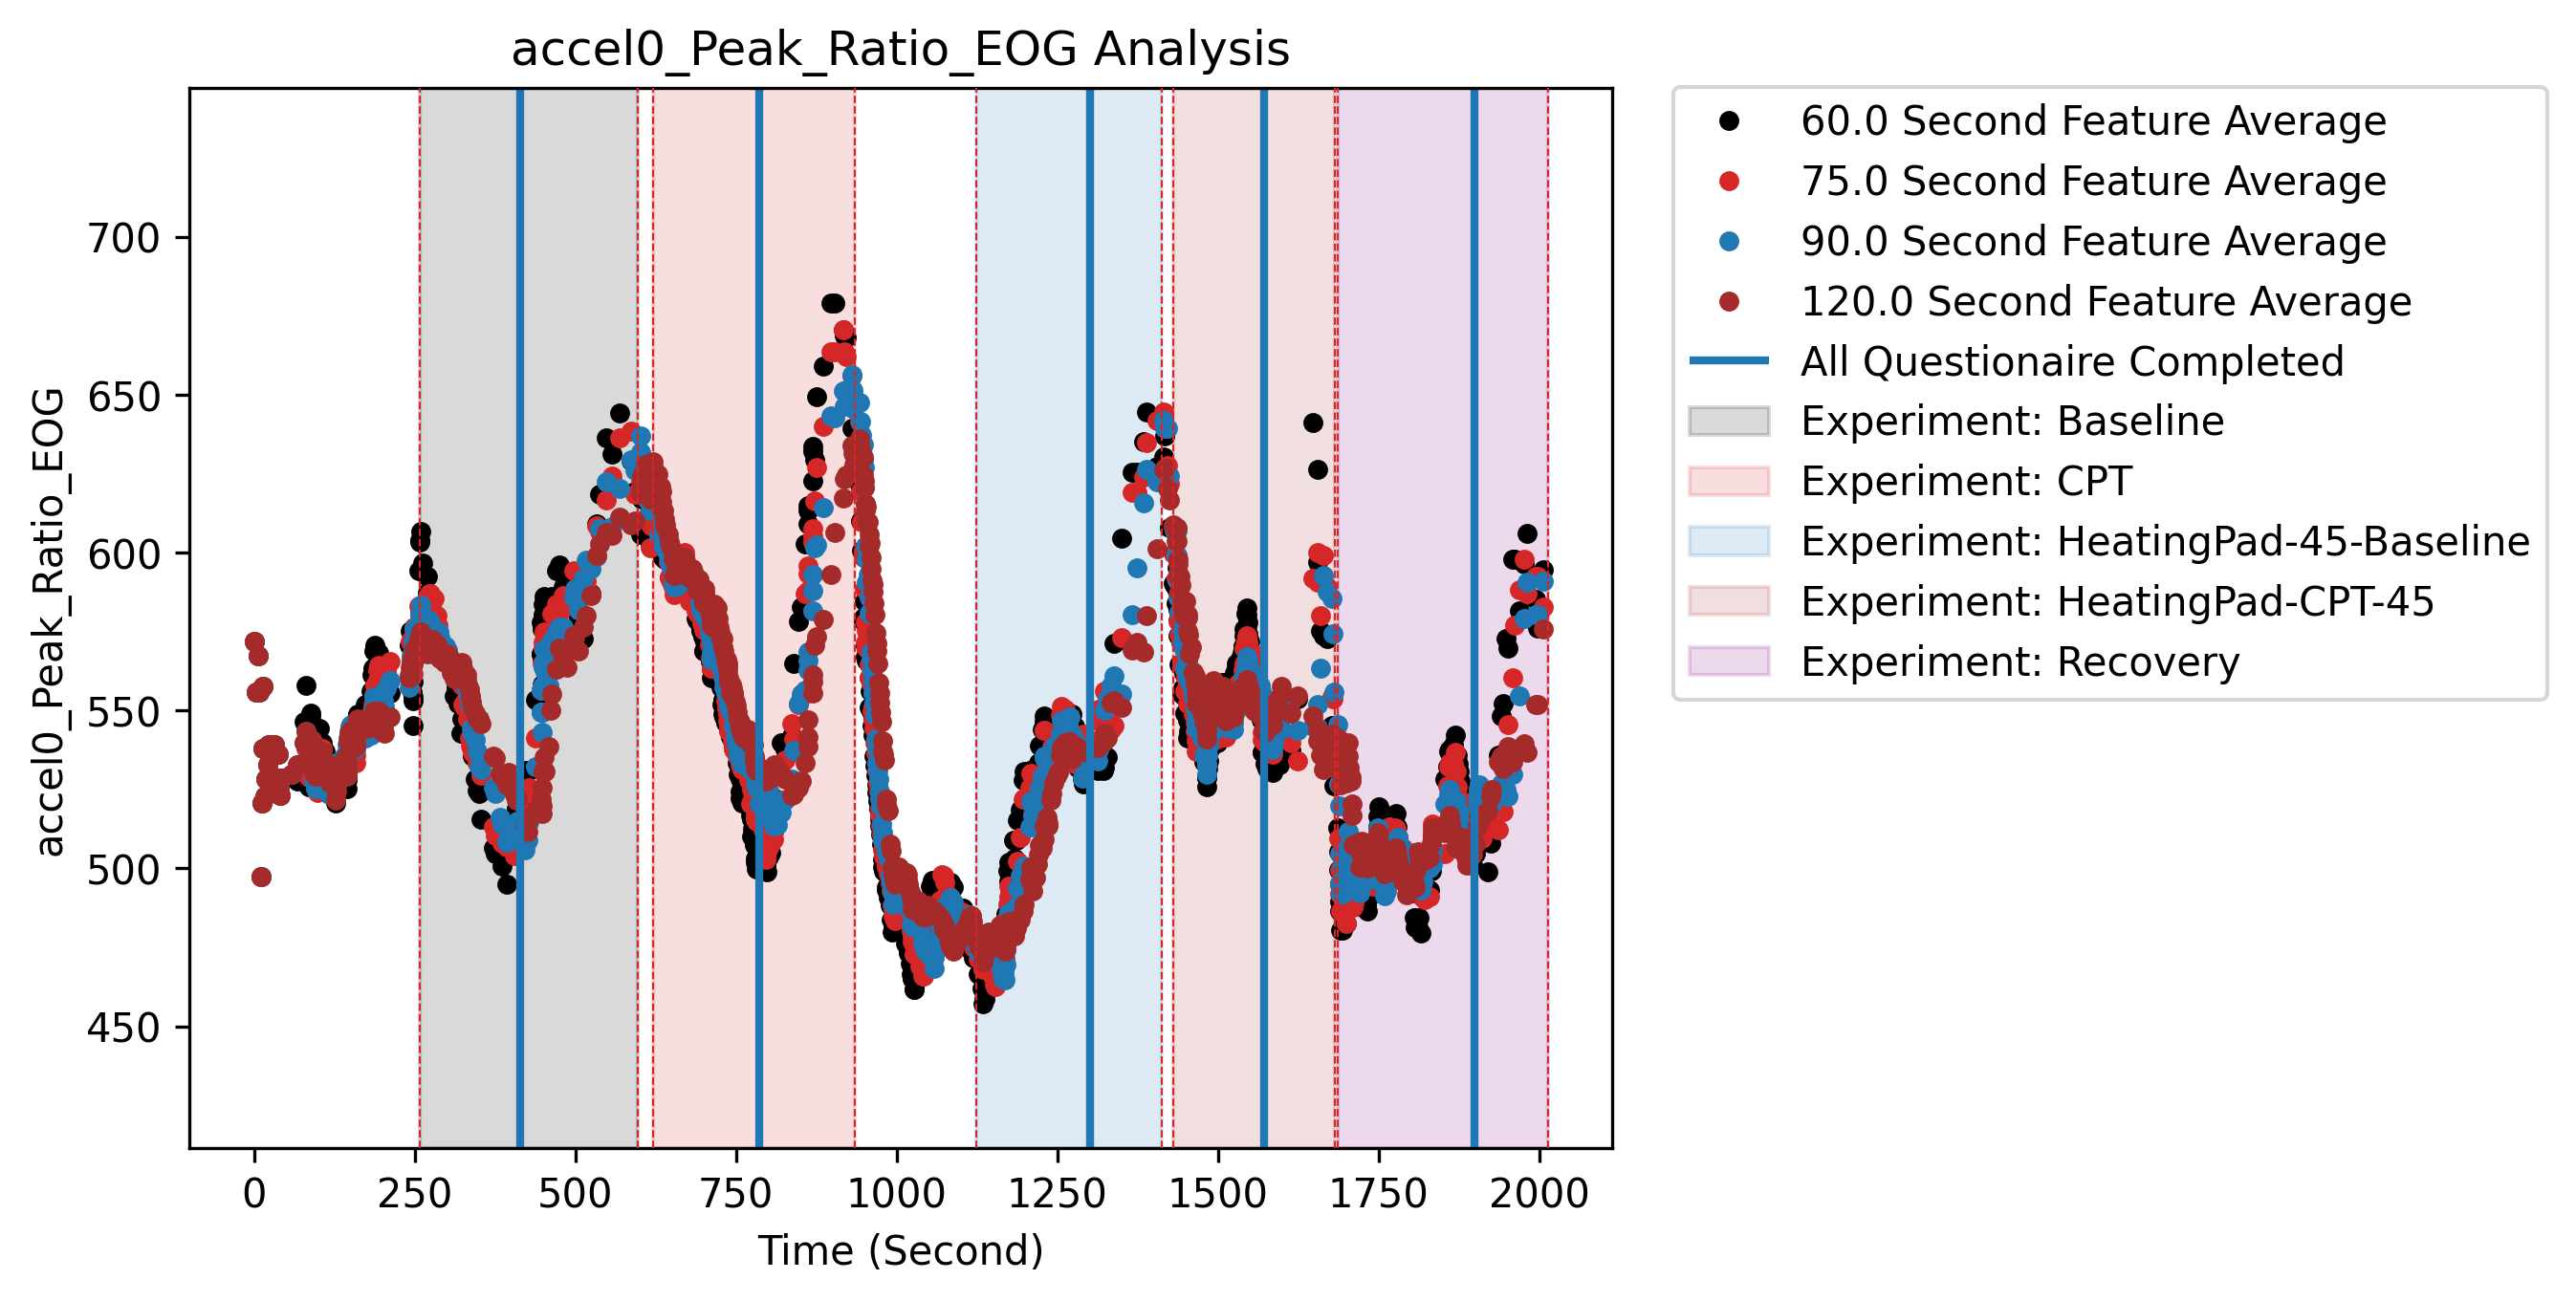 accel0_Peak_Ratio_EOG Analysis
accel0_Peak_Ratio_EOG
700
650
600
550
500
450
0 250 500 750 1000 1250 1500 1750 2000
Time (Second)
60.0 Second Feature Average
75.0 Second Feature Average
90.0 Second Feature Average
120.0 Second Feature Average
All Questionaire Completed
Experiment: Baseline
Experiment: CPT
Experiment: HeatingPad-45-Baseline
Experiment: HeatingPad-CPT-45
Experiment: Recovery